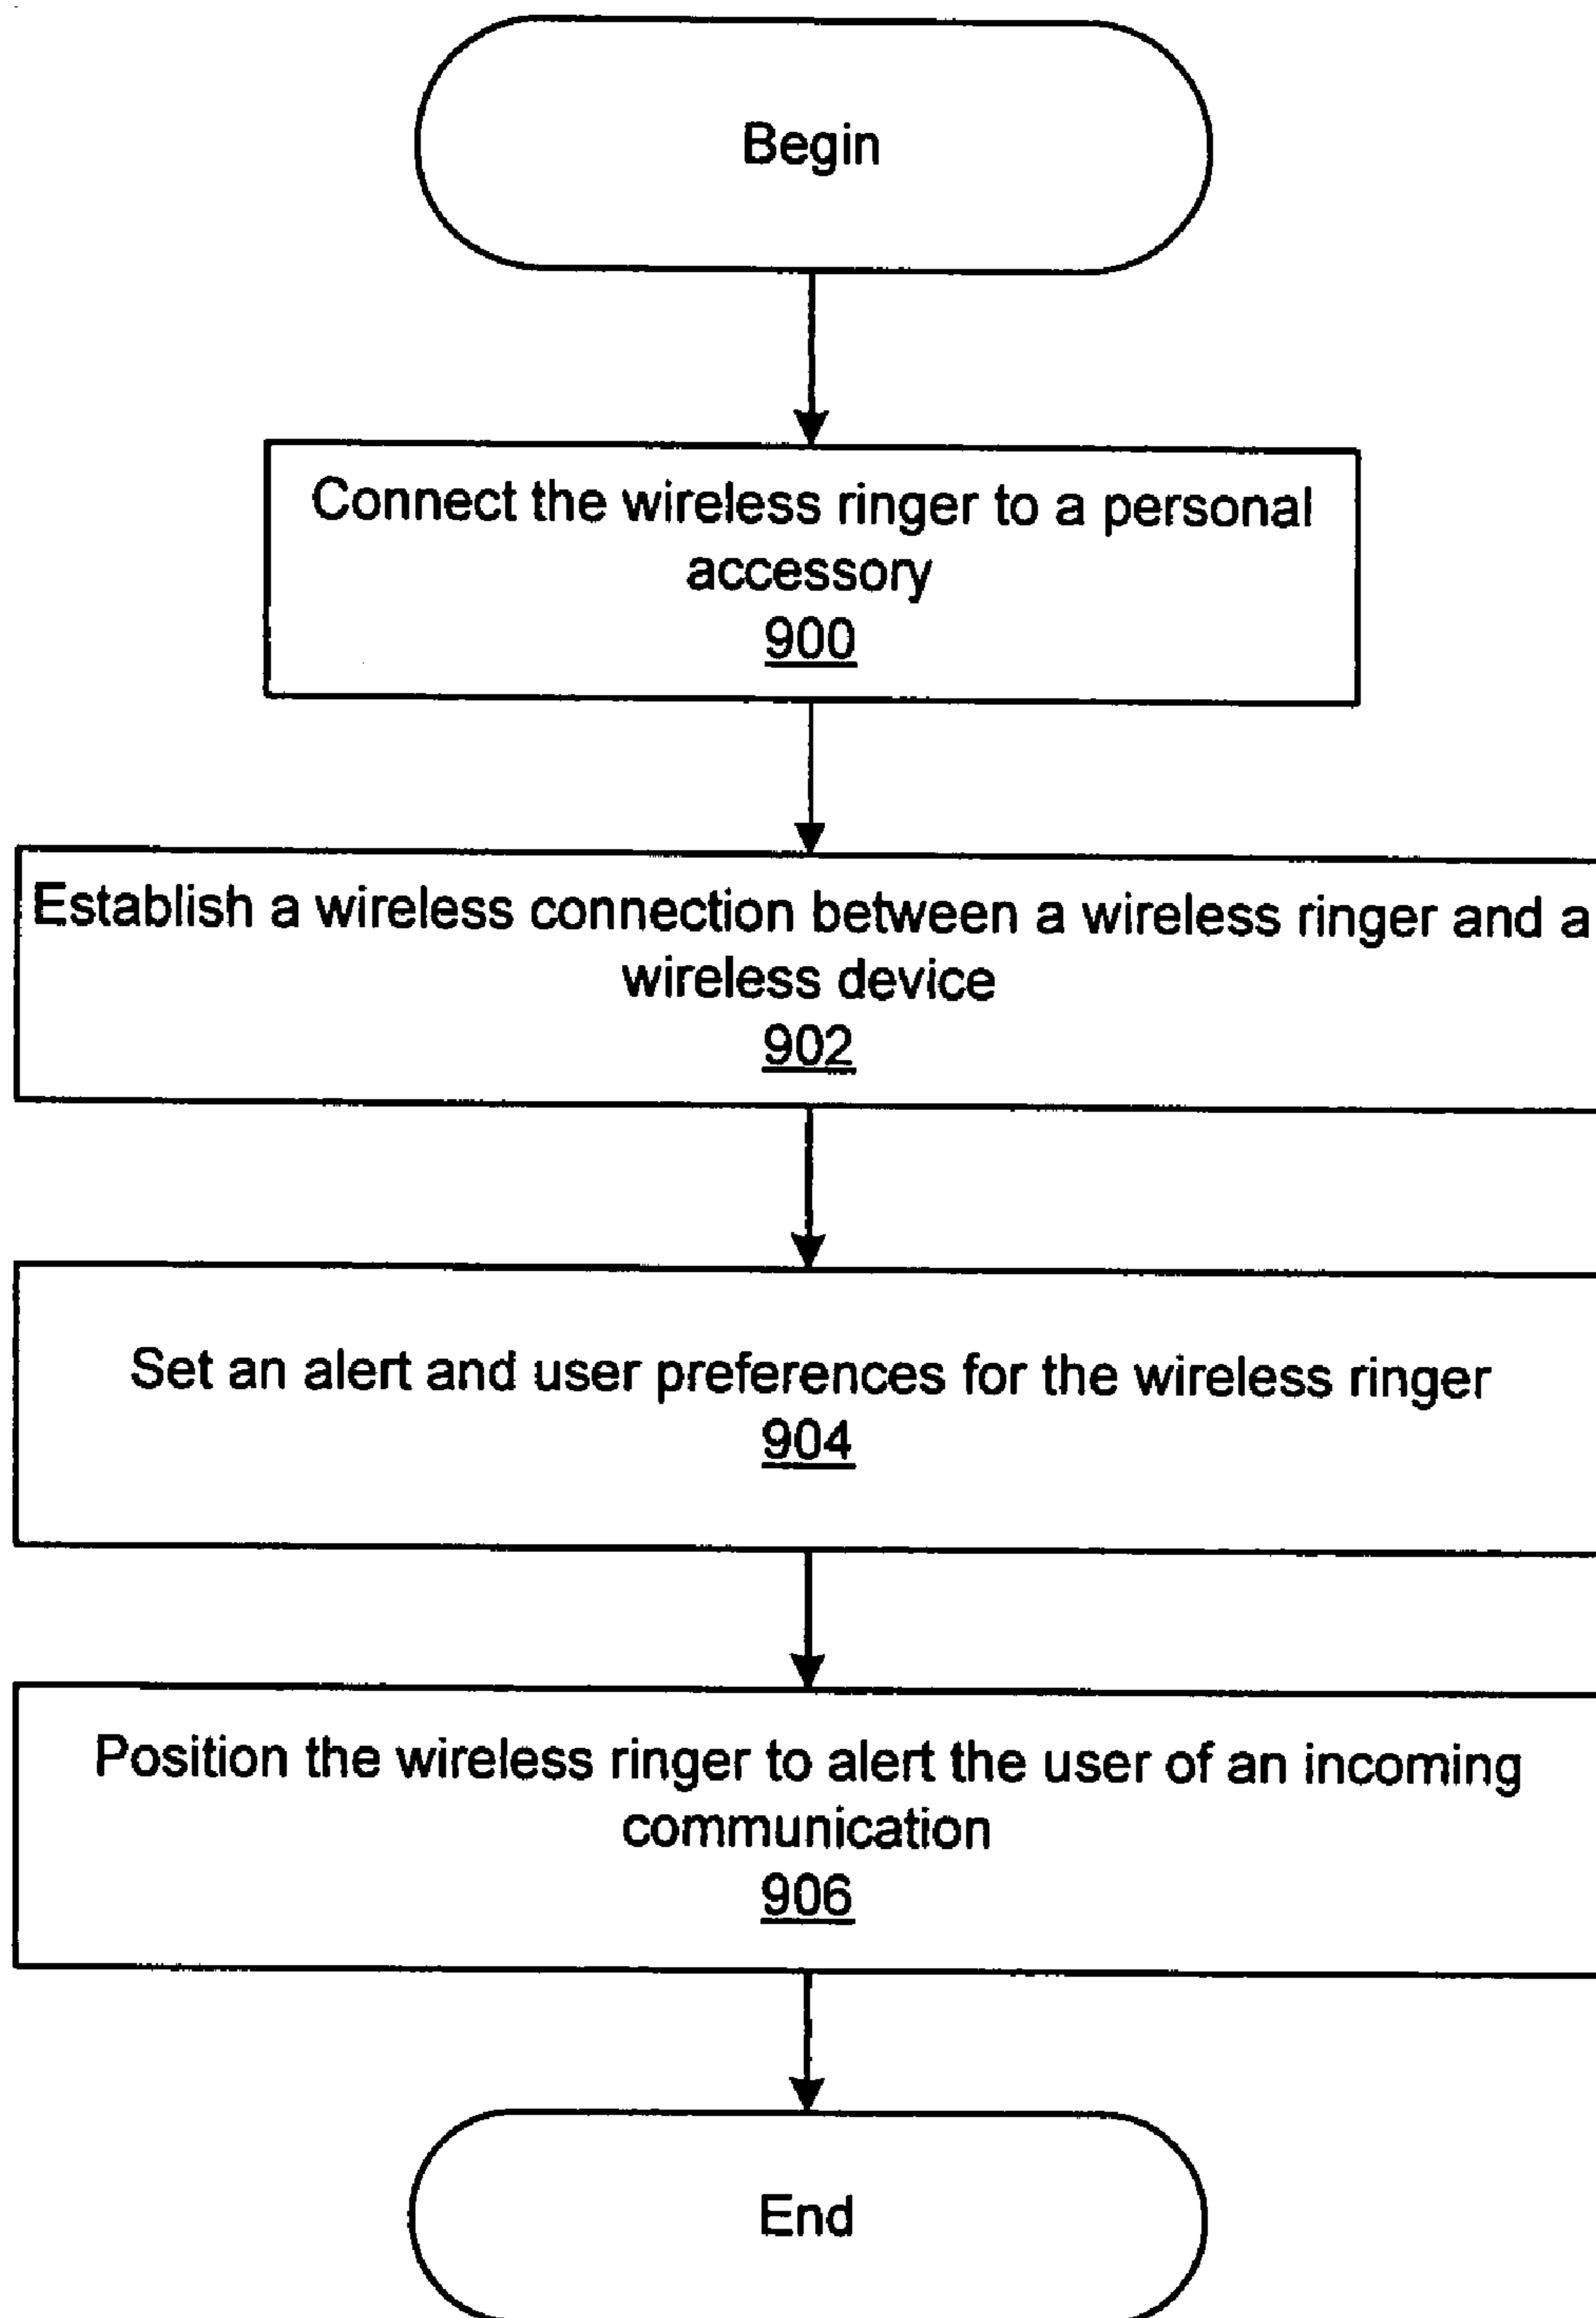 Begin
Connect the wireless ringer to a personal
accessory
900
Establish a wireless connection between a wireless ringer and a
wireless device
902
Set an alert and user preferences for the wireless ringer
904
Position the wireless ringer to alert the user of an incoming
communication
906
End